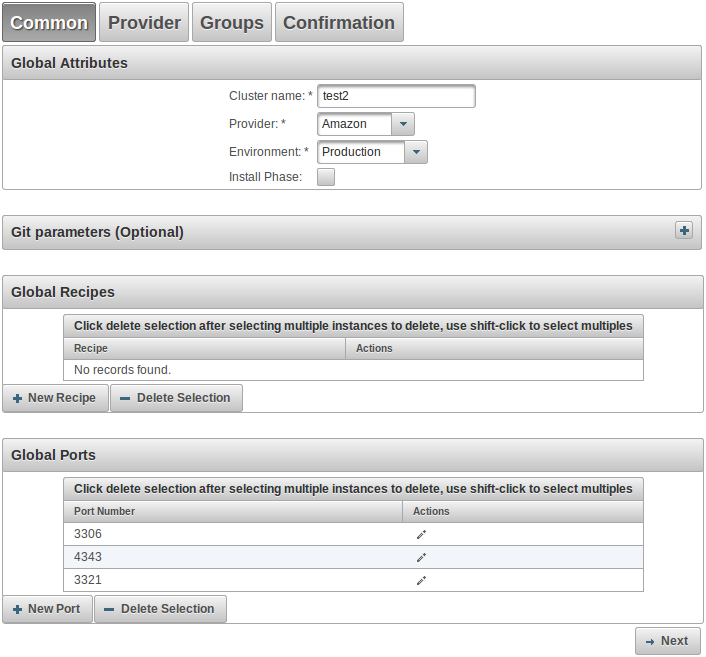 Common Provider Groups Confirmation
Global Attributes
Cluster name: * test2
Provider: * Amazon
Environment: * Production
Install Phase:
Git parameters (Optional)
Global Recipes
Click delete selection after selecting multiple instances to delete, use shift-click to select multiples
Recipe Actions
No records found.
New Recipe Delete Selection
Global Ports
Click delete selection after selecting multiple instances to delete, use shift-click to select multiples
Port Number Actions
3306
4343
3321
New Port Delete Selection
Next